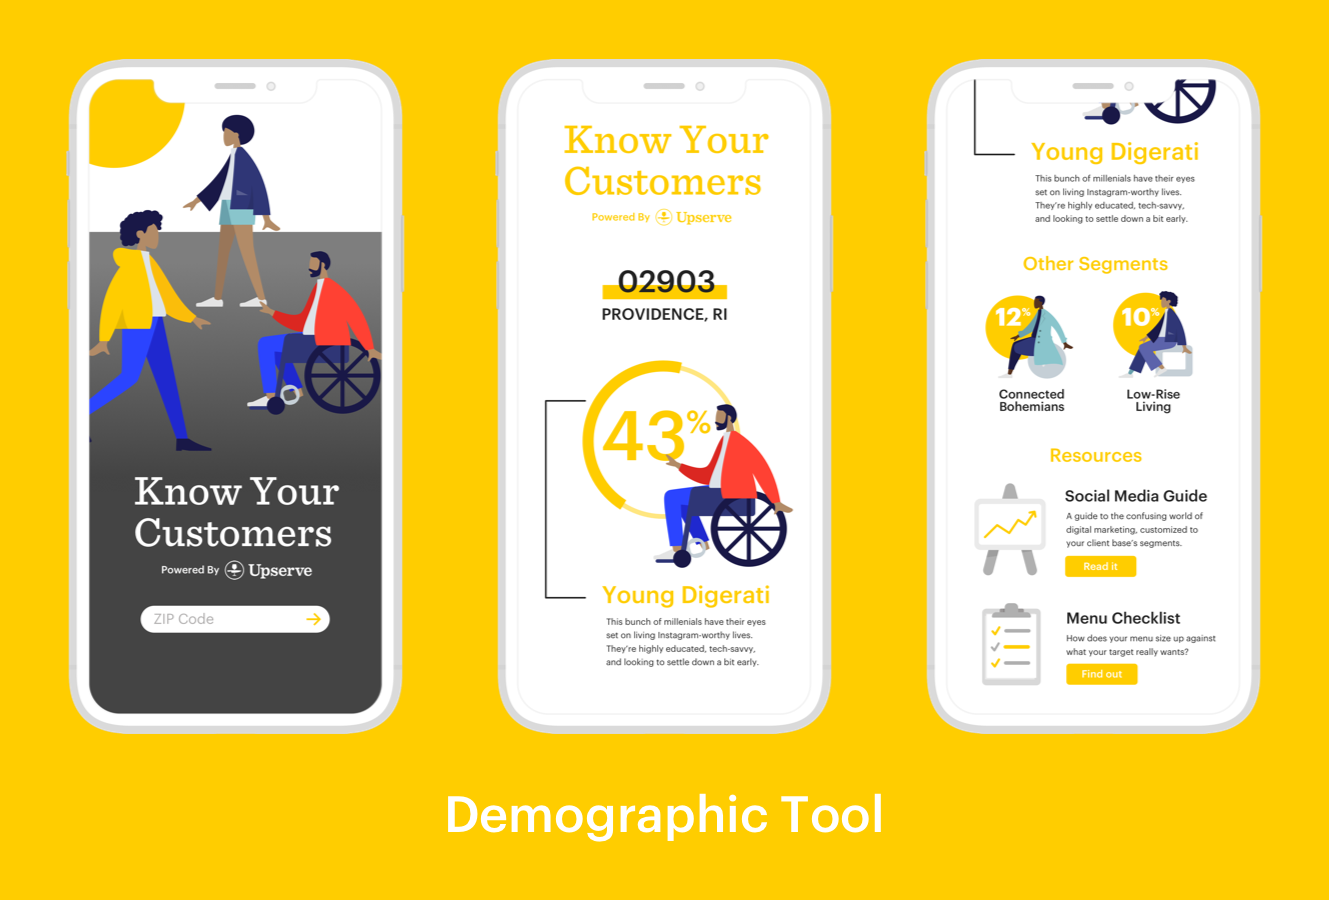 Know Your
Customers
Powered By Upserve
ZIP Code
Know Your
Customers
Powered By Upserve
02903
PROVIDENCE, RI
43%
Young Digerati
This bunch of millenials have their eyes
set on living Instagram-worthy lives.
They're highly educated, tech-savvy,
and looking to settle down a bit early.
Young Digerati
This bunch of millenials have their eyes
set on living Instagram-worthy lives.
They're highly educated, tech-savvy,
and looking to settle down a bit early.
Other Segments
12%
Connected
Bohemians
10%
Low-Rise
Living
Resources
Social Media Guide
A guide to the confusing world of
digital marketing, customized to
your client base's segments.
Read it
Menu Checklist
How does your menu size up against
what your target really wants?
Find out
Demographic Tool